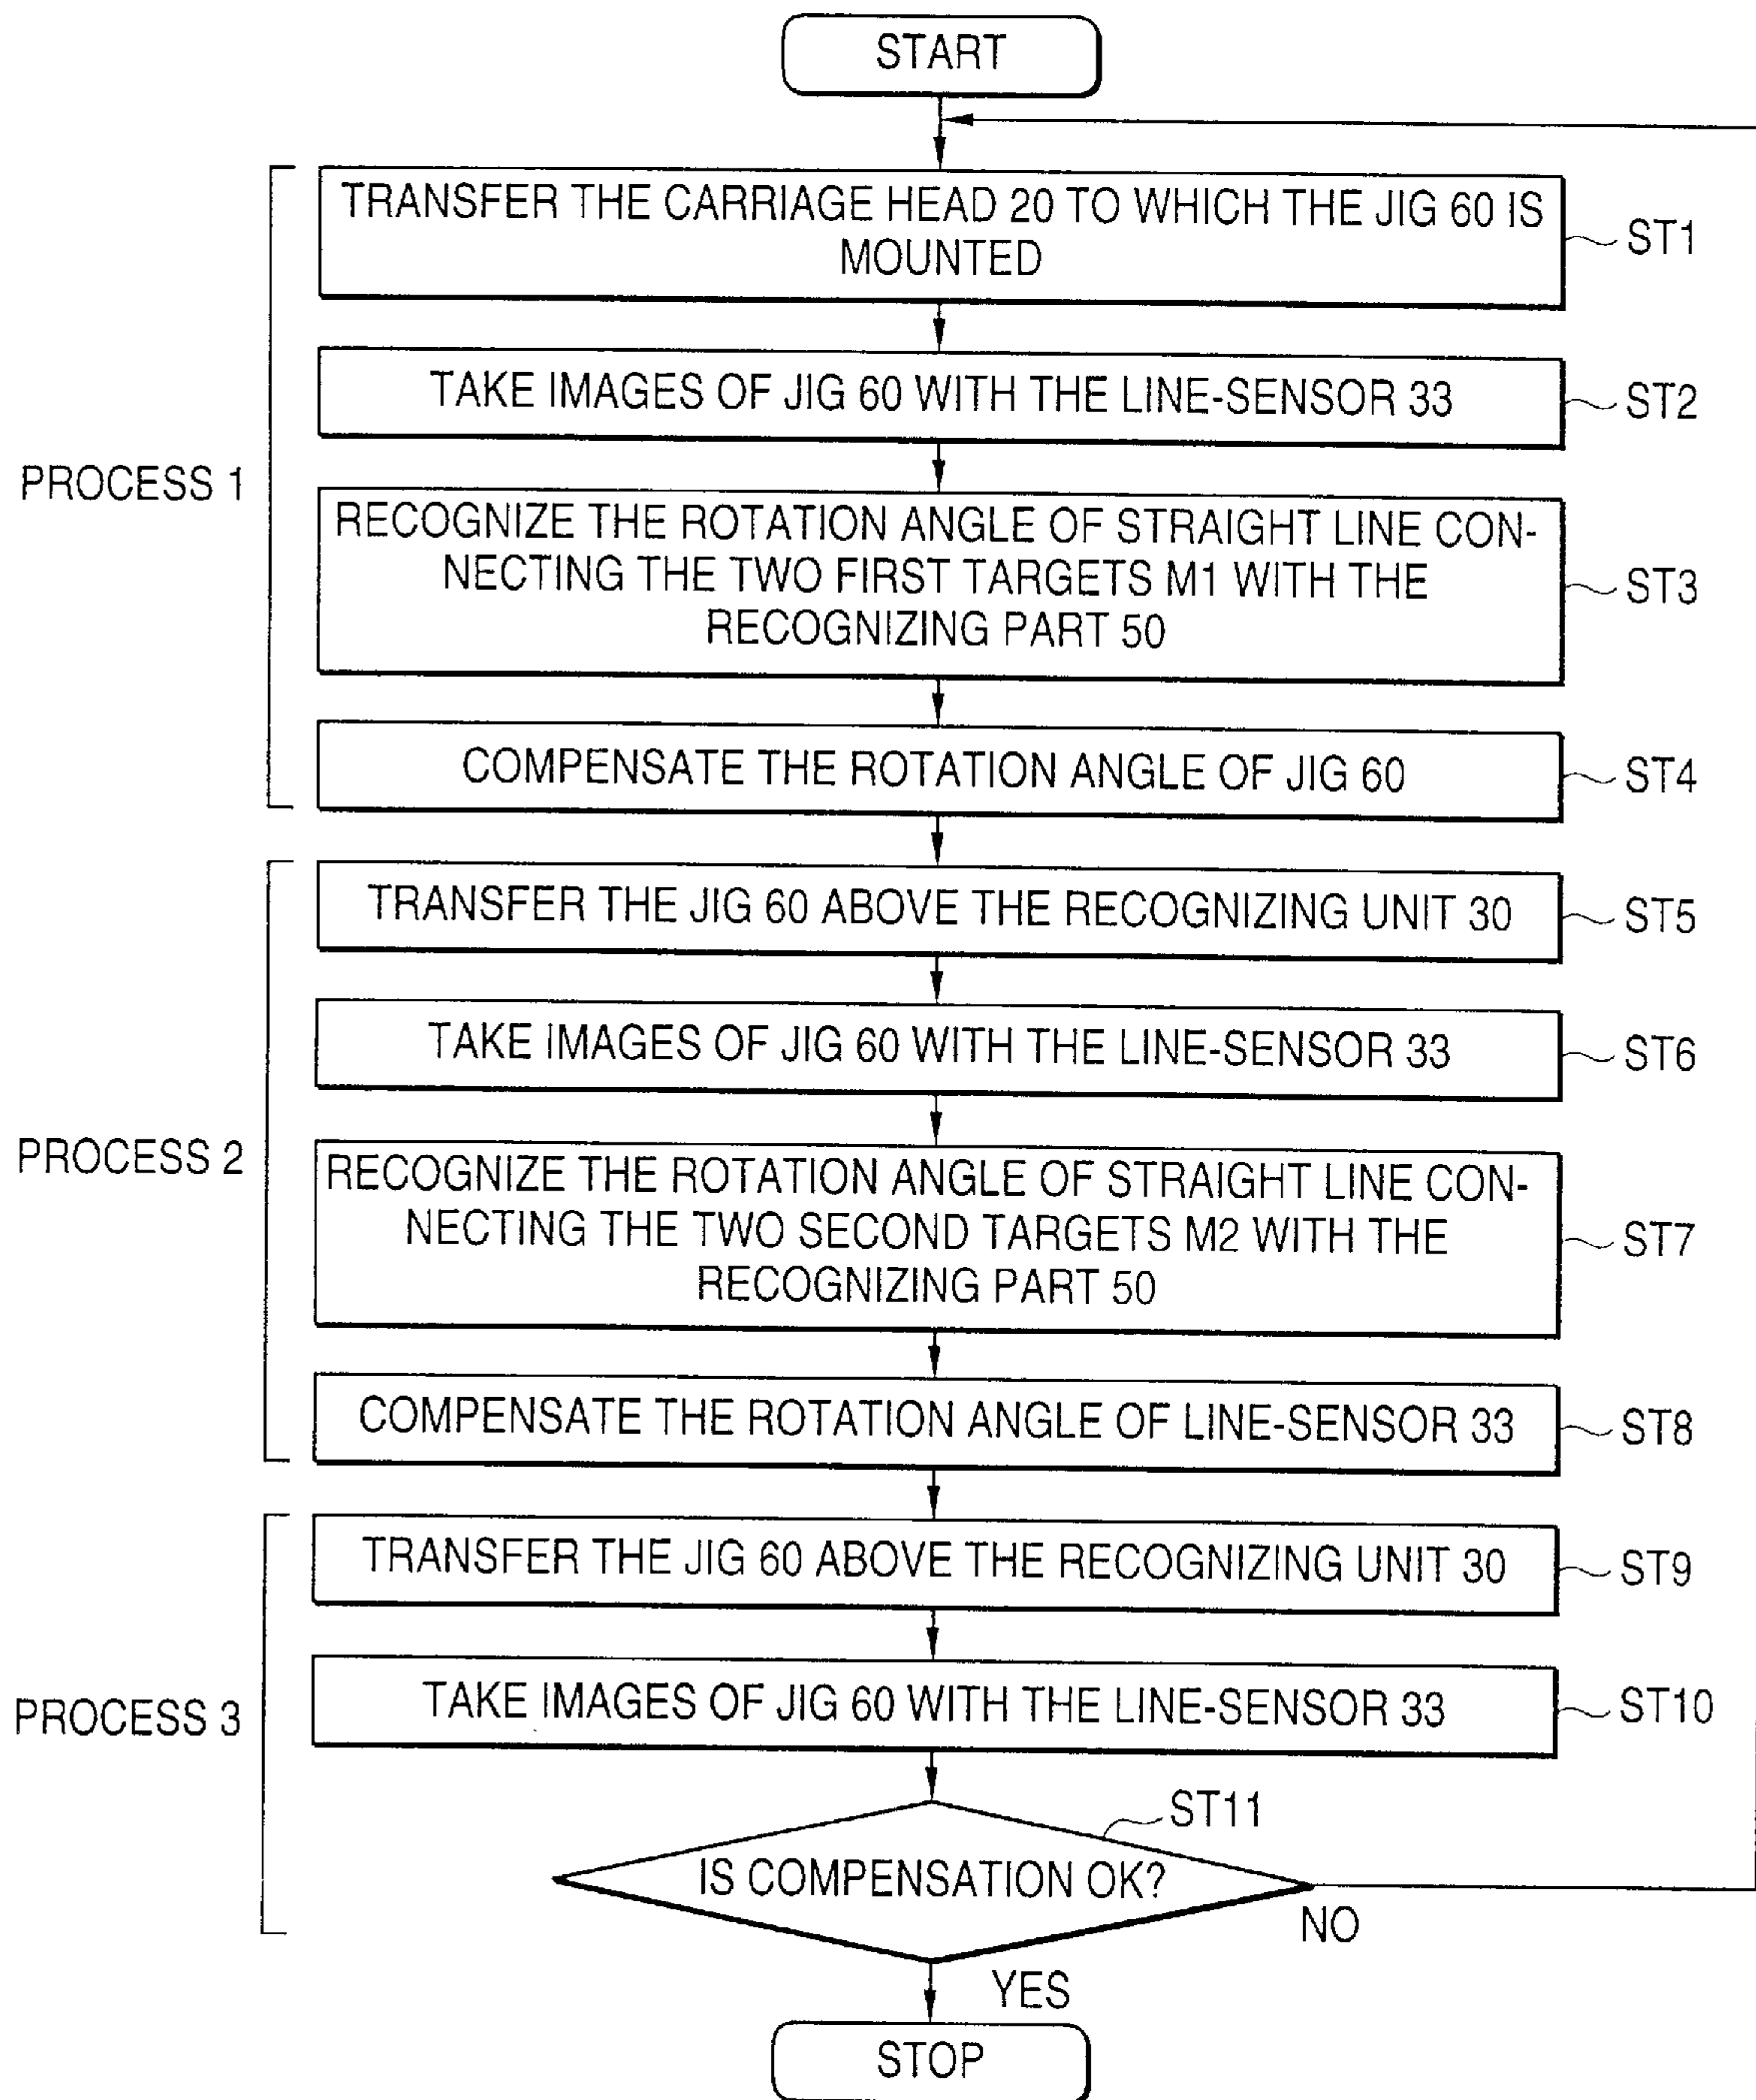 START
TRANSFER THE CARRIAGE HEAD 20 TO WHICH THE JIG 60 IS
MOUNTED
ST1
TAKE IMAGES OF JIG 60 WITH THE LINE-SENSOR 33
ST2
PROCESS 1
RECOGNIZE THE ROTATION ANGLE OF STRAIGHT LINE CON-
NECTING THE TWO FIRST TARGETS M1 WITH THE
RECOGNIZING PART 50
ST3
COMPENSATE THE ROTATION ANGLE OF JIG 60
ST4
TRANSFER THE JIG 60 ABOVE THE RECOGNIZING UNIT 30
ST5
TAKE IMAGES OF JIG 60 WITH THE LINE-SENSOR 33
ST6
PROCESS 2
RECOGNIZE THE ROTATION ANGLE OF STRAIGHT LINE CON-
NECTING THE TWO SECOND TARGETS M2 WITH THE
RECOGNIZING PART 50
ST7
COMPENSATE THE ROTATION ANGLE OF LINE-SENSOR 33
ST8
TRANSFER THE JIG 60 ABOVE THE RECOGNIZING UNIT 30
ST9
PROCESS 3
TAKE IMAGES OF JIG 60 WITH THE LINE-SENSOR 33
ST10
ST11
IS COMPENSATION OK?
NO
YES
STOP